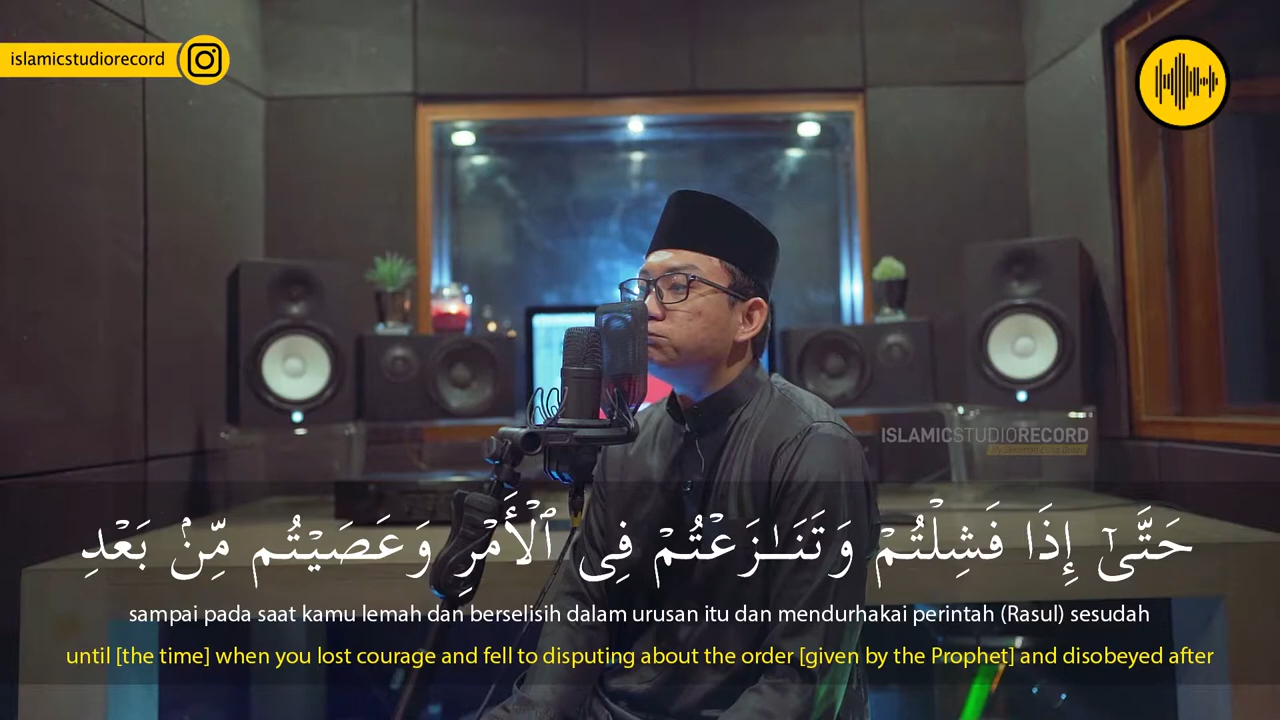 islamicstudiorecord
ISLAMICSTUDIORECORD
حَتَّىٰٓ إِذَا فَشِلْتُمْ وَتَنَـٰزَعْتُمْ فِى ٱلْأَمْرِ وَعَصَيْتُم مِّنۢ بَعْدِ
sampai pada saat kamu lemah dan berselisih dalam urusan itu dan mendurhakai perintah (Rasul) sesudah
until [the time] when you lost courage and fell to disputing about the order [given by the Prophet] and disobeyed after